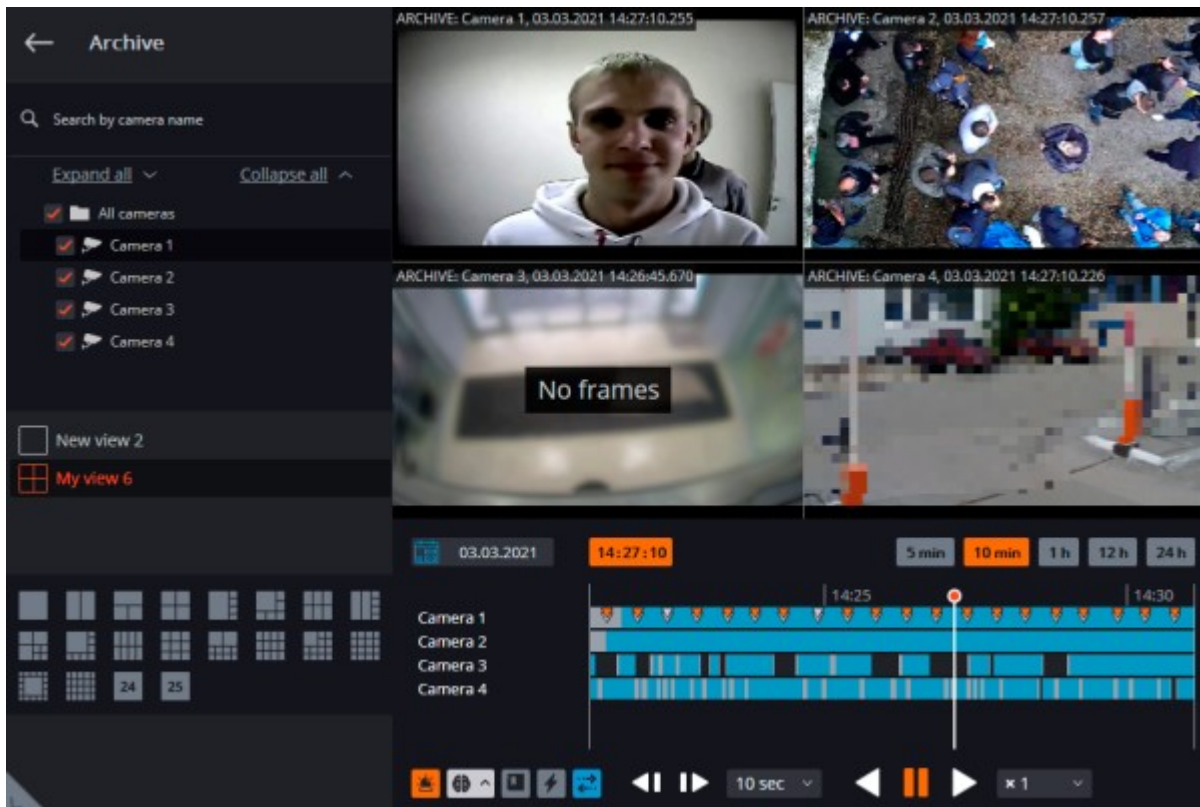 Archive
Search by camera name
Expand all
Collapse all
All cameras
Camera 1
Camera 2
Camera 3
Camera 4
New view 2
My view 6
24
25
ARCHIVE: Camera 1, 03.03.2021 14:27:10.255
ARCHIVE: Camera 2, 03.03.2021 14:27:10.257
ARCHIVE: Camera 3, 03.03.2021 14:26:45.670
No frames
ARCHIVE: Camera 4, 03.03.2021 14:27:10.226
03.03.2021
14:27:10
5 min
10 min
1 h
12 h
24 h
14:25
14:30
Camera 1
Camera 2
Camera 3
Camera 4
10 sec
× 1